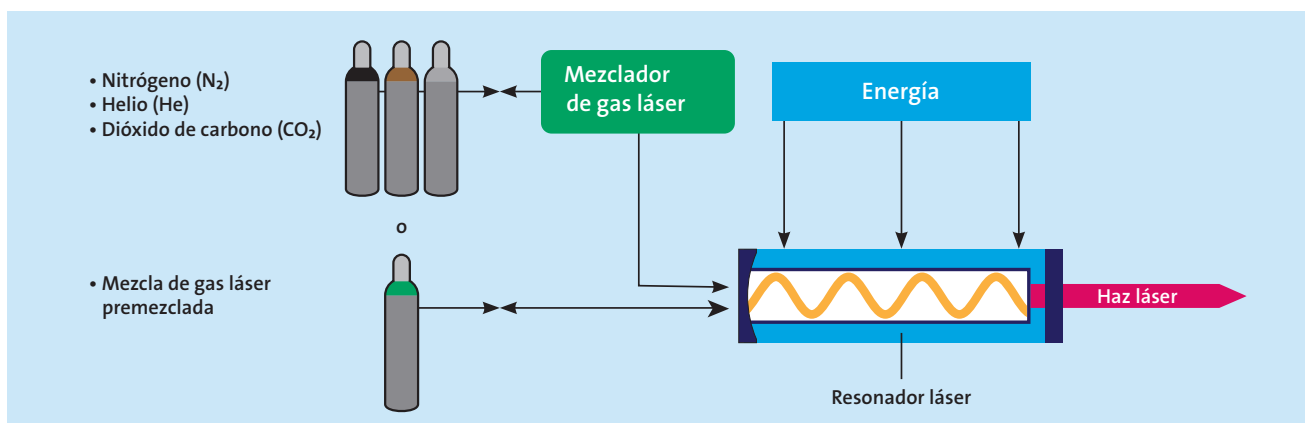 • Nitrógeno (N₂)
• Helio (He)
• Dióxido de carbono (CO₂)
Mezclador
de gas láser
Energía
o
• Mezcla de gas láser
premezclada
Haz láser
Resonador láser